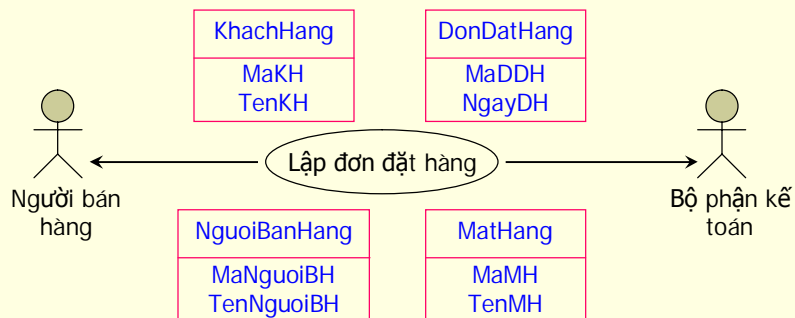 KhachHang
MaKH
TenKH
DonDatHang
MaDDH
NgayDH
Người bán
hàng
Lập đơn đặt hàng
Bộ phận kế
toán
NguoiBanHang
MaNguoiBH
TenNguoiBH
MatHang
MaMH
TenMH